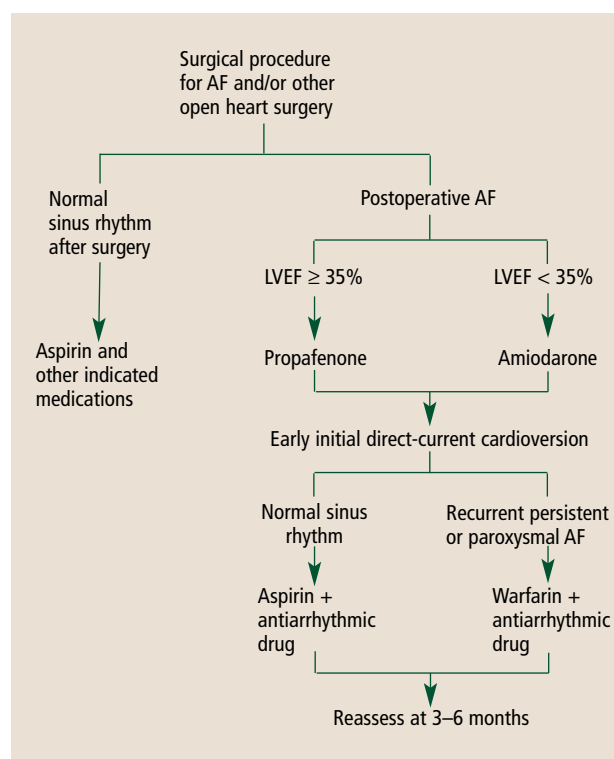 Surgical procedure
for AF and/or other
open heart surgery
Normal
sinus rhythm
after surgery
Postoperative AF
LVEF ≥ 35%
LVEF < 35%
Aspirin and
other indicated
medications
Propafenone
Amiodarone
Early initial direct-current cardioversion
Normal sinus
rhythm
Recurrent persistent
or paroxysmal AF
Aspirin +
antiarrhythmic
drug
Warfarin +
antiarrhythmic
drug
Reassess at 3–6 months